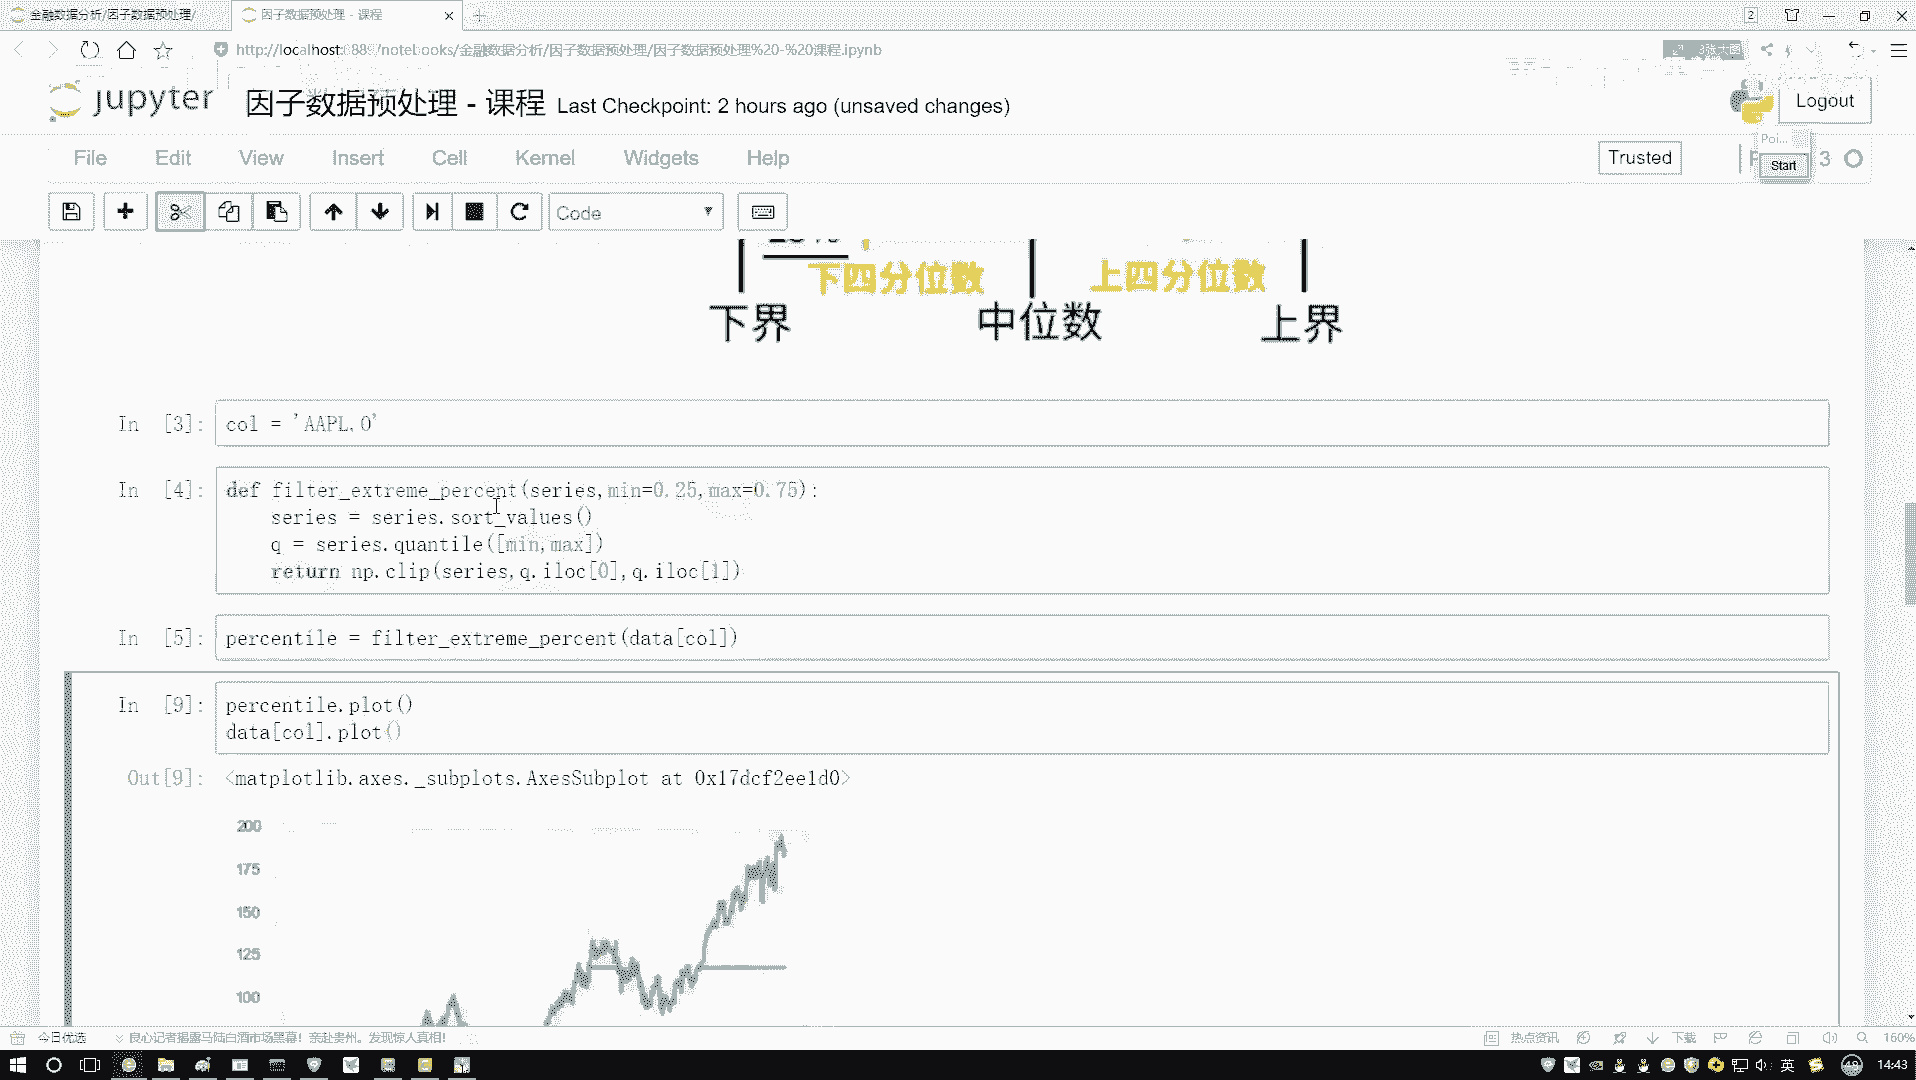 金融数据分析/因子数据预处理/
因子数据预处理 - 课程
2
http://localhost:888/notebooks/金融数据分析/因子数据预处理/因子数据预处理%20-%20课程.ipynb
3张大图
jupyter
因子数据预处理 - 课程 Last Checkpoint: 2 hours ago (unsaved changes)
Logout
File Edit View Insert Cell Kernel Widgets Help
Trusted
Poi...
Start
3
Code
下四分位数 上四分位数
下界 中位数 上界
In [3]: col = 'AAPL.O'
In [4]: def filter_extreme_percent(series,min=0.25,max=0.75):
series = series.sort_values()
q = series.quantile([min,max])
return np.clip(series,q.iloc[0],q.iloc[1])
In [5]: percentile = filter_extreme_percent(data[col])
In [9]: percentile.plot()
data[col].plot()
Out[9]: <matplotlib.axes._subplots.AxesSubplot at 0x17dcf2ee1d0>
200
175
150
125
100
今日优选
良心记者揭露马陆白酒市场黑幕！亲赴贵州。发现惊人真相!
热点资讯
下载
160%
英
49
14:43